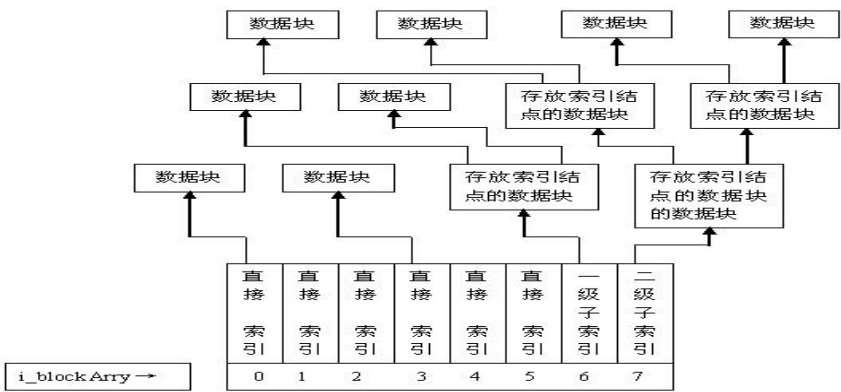 数据块 数据块 数据块 数据块
数据块 数据块 存放索引结点的数据块 存放索引结点的数据块
数据块 数据块 存放索引结点的数据块 存放索引结点的数据块的数据块
直接索引 直接索引 直接索引 直接索引 直接索引 直接索引 一级子索引 二级子索引
i_blockArry→ 0 1 2 3 4 5 6 7